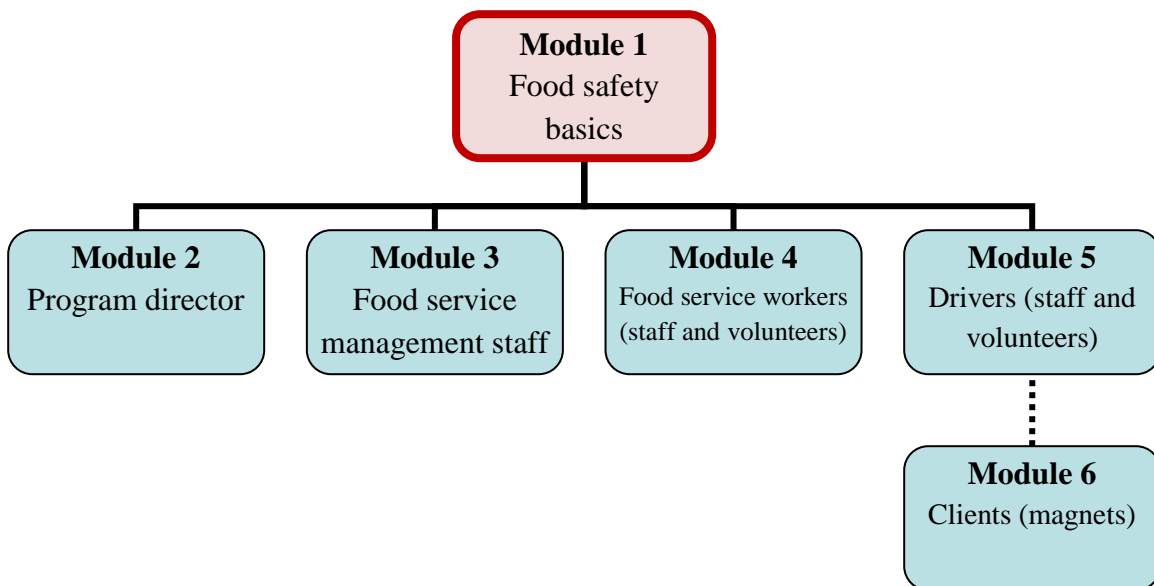 Module 1
Food safety
basics
Module 2
Program director
Module 3
Food service
management staff
Module 4
Food service workers
(staff and volunteers)
Module 5
Drivers (staff and
volunteers)
Module 6
Clients (magnets)